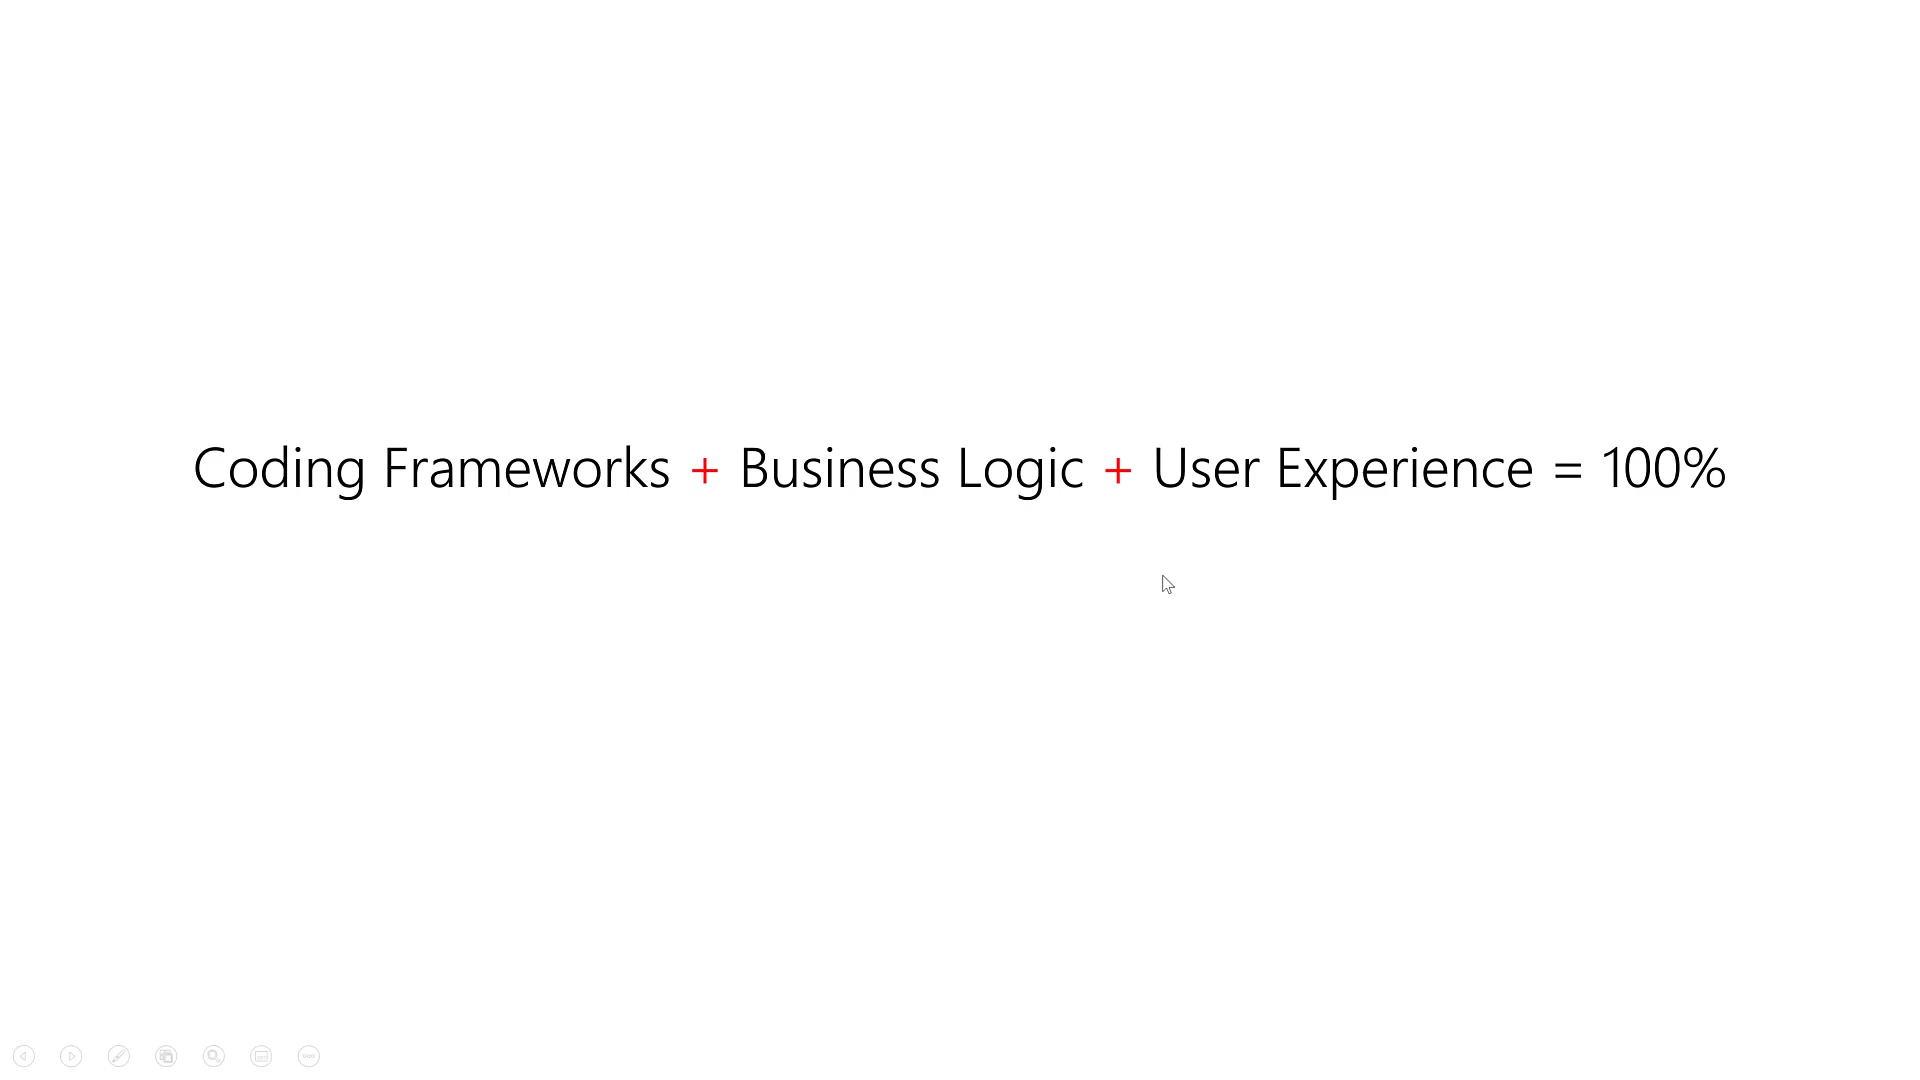 Coding Frameworks + Business Logic + User Experience = 100%